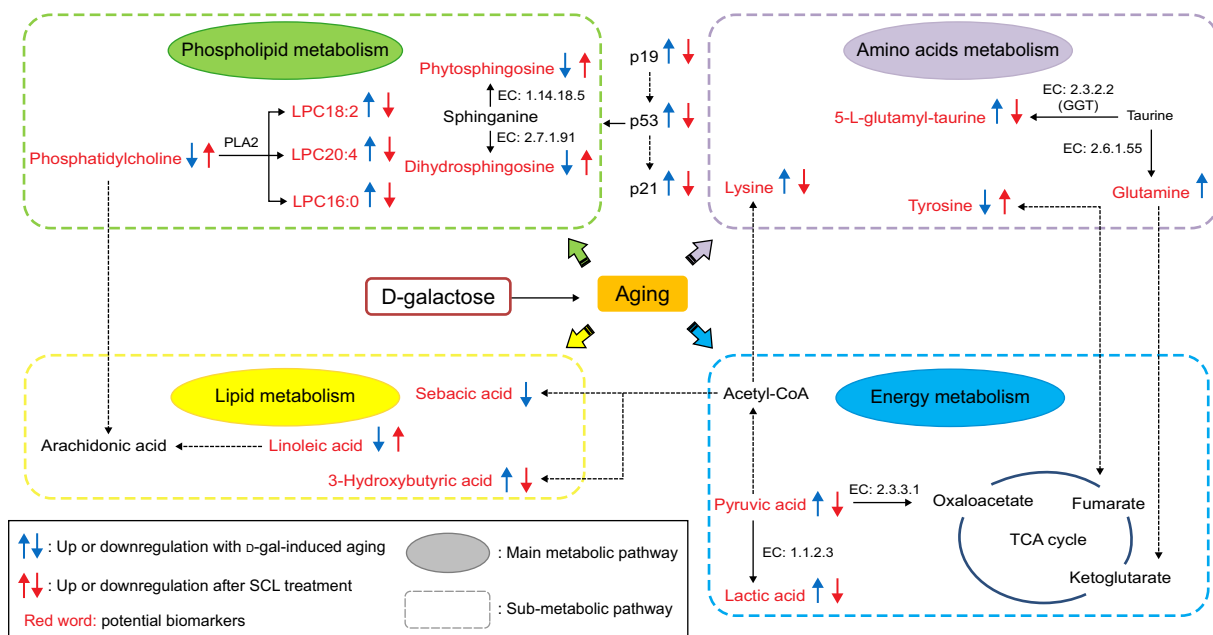 Phospholipid metabolism
Phytosphingosine
EC: 1.14.18.5
Sphinganine
EC: 2.7.1.91
Dihydrosphingosine
LPC18:2
Phosphatidylcholine
PLA2
LPC20:4
LPC16:0
p19
p53
p21
Amino acids metabolism
EC: 2.3.2.2
(GGT)
5-L-glutamyl-taurine
Taurine
EC: 2.6.1.55
Lysine
Tyrosine
Glutamine
D-galactose
Aging
Lipid metabolism
Sebacic acid
Arachidonic acid
Linoleic acid
3-Hydroxybutyric acid
Acetyl-CoA
Energy metabolism
Pyruvic acid
EC: 2.3.3.1
Oxaloacetate
Fumarate
TCA cycle
EC: 1.1.2.3
Ketoglutarate
Lactic acid
: Up or downregulation with D-gal-induced aging
: Up or downregulation after SCL treatment
Red word: potential biomarkers
: Main metabolic pathway
: Sub-metabolic pathway